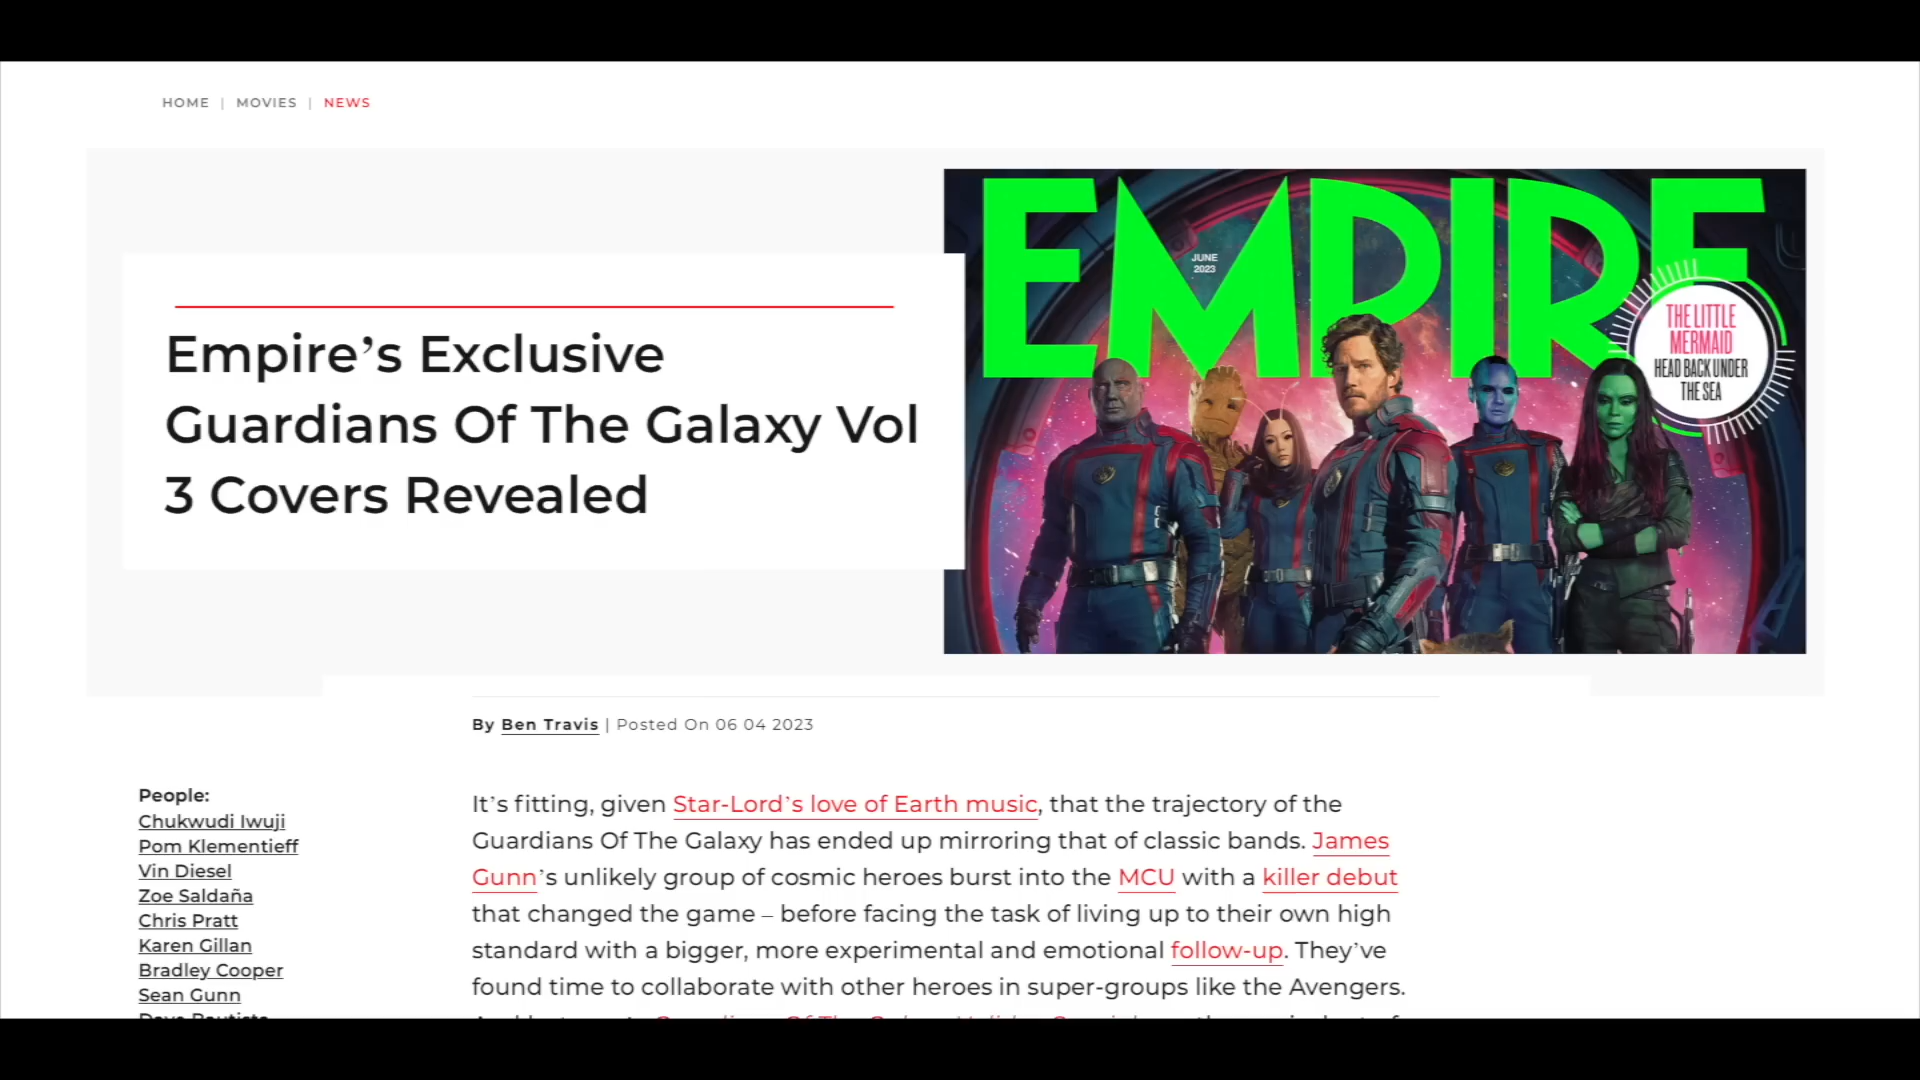 HOME | MOVIES | NEWS
EMPIRE
JUNE
2023
THE LITTLE
MERMAID
HEAD BACK UNDER
THE SEA
Empire’s Exclusive
Guardians Of The Galaxy Vol
3 Covers Revealed
By Ben Travis | Posted On 06 04 2023
People:
Chukwudi Iwuji
Pom Klementieff
Vin Diesel
Zoe Saldaña
Chris Pratt
Karen Gillan
Bradley Cooper
Sean Gunn
It’s fitting, given Star-Lord’s love of Earth music, that the trajectory of the
Guardians Of The Galaxy has ended up mirroring that of classic bands. James
Gunn’s unlikely group of cosmic heroes burst into the MCU with a killer debut
that changed the game – before facing the task of living up to their own high
standard with a bigger, more experimental and emotional follow-up. They’ve
found time to collaborate with other heroes in super-groups like the Avengers.